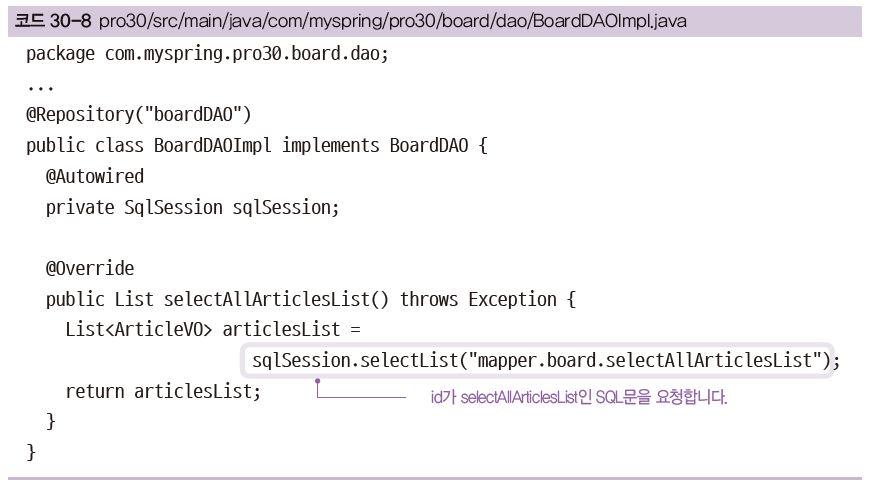 코드 30-8 pro30/src/main/java/com/myspring/pro30/board/dao/BoardDAOImpl.java
package com.myspring.pro30.board.dao;
...
@Repository("boardDAO")
public class BoardDAOImpl implements BoardDAO {
@Autowired
private SqlSession sqlSession;
@Override
public List selectAllArticlesList() throws Exception {
List<ArticleVO> articlesList =
sqlSession.selectList("mapper.board.selectAllArticlesList");
return articlesList;
id가 selectAllArticlesList인 SQL문을 요청합니다.
}
}